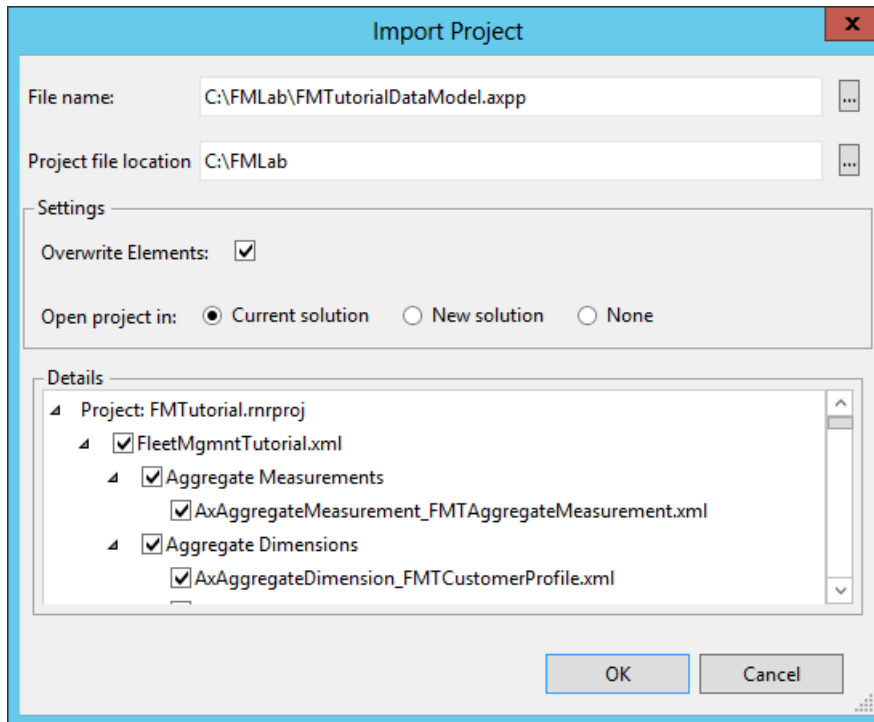 Import Project
x
File name:
C:\FMLab\FMTutorialDataModel.axpp
...
Project file location
C:\FMLab
...
Settings
Overwrite Elements:
Open project in:
Current solution
New solution
None
Details
Project: FMTutorial.rnrproj
FleetMgmntTutorial.xml
Aggregate Measurements
AxAggregateMeasurement_FMTAggregateMeasurement.xml
Aggregate Dimensions
AxAggregateDimension_FMTCustomerProfile.xml
OK
Cancel